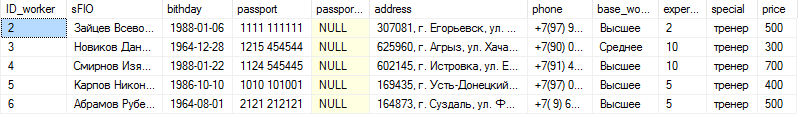 ID_worker sFIO bithday passport passpor... address phone base_wo... exper... special price
2 Зайцев Всево... 1988-01-06 1111 111111 NULL 307081, г. Егорьевск, ул. ... +7(97) 9... Высшее 2 тренер 500
3 Новиков Дан... 1964-12-28 1215 454544 NULL 625960, г. Агрыз, ул. Хача... +7(90) 0... Среднее 10 тренер 300
4 Смирнов Изя... 1988-01-22 1124 545545 NULL 602145, г. Истровка, ул. Е... +7(91) 4... Высшее 10 тренер 700
5 Карпов Никон... 1986-10-10 1010 101001 NULL 169435, г. Усть-Донецкий... +7(97) 0... Высшее 5 тренер 400
6 Абрамов Рубе... 1964-08-01 2121 212121 NULL 164873, г. Суздаль, ул. Ф... +7( 9) 6... Высшее 5 тренер 500